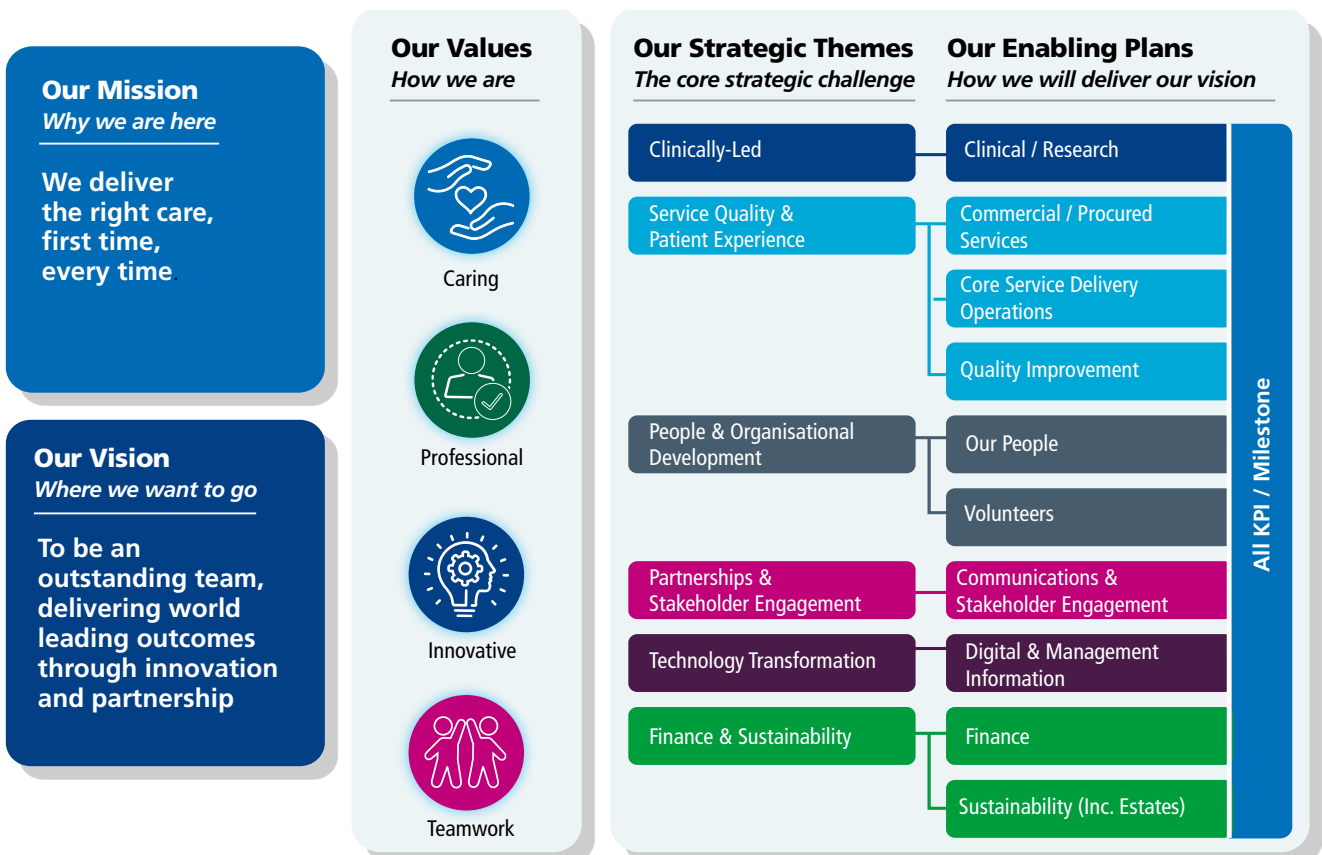 Our Mission
Why we are here
We deliver
the right care,
first time,
every time.
Our Vision
Where we want to go
To be an
outstanding team,
delivering world
leading outcomes
through innovation
and partnership
Our Values
How we are
Caring
Professional
Innovative
Teamwork
Our Strategic Themes
The core strategic challenge
Clinically-Led
Service Quality &
Patient Experience
People & Organisational
Development
Partnerships &
Stakeholder Engagement
Technology Transformation
Finance & Sustainability
Our Enabling Plans
How we will deliver our vision
Clinical / Research
Commercial / Procured
Services
Core Service Delivery
Operations
Quality Improvement
Our People
Volunteers
Communications &
Stakeholder Engagement
Digital & Management
Information
Finance
Sustainability (Inc. Estates)
All KPI / Milestone